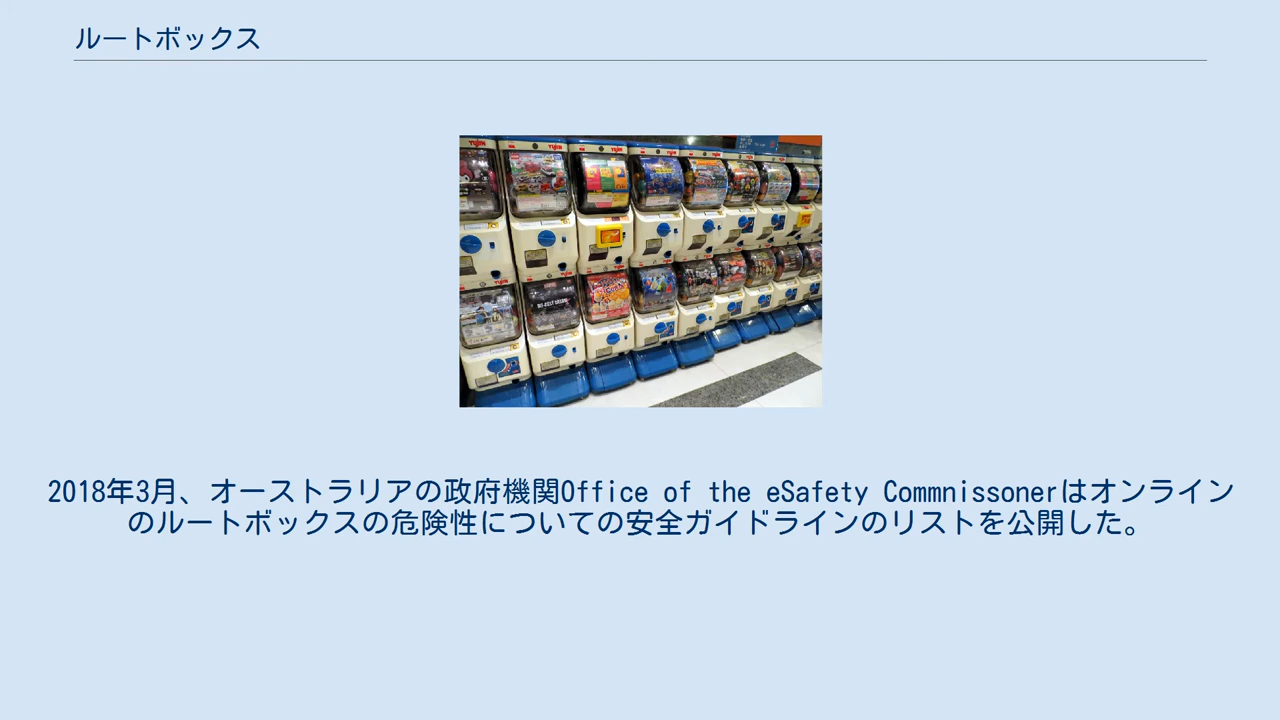 ルートボックス
2018年3月、オーストラリアの政府機関Office of the eSafety Commnissonerはオンライン
のルートボックスの危険性についての安全ガイドラインのリストを公開した。